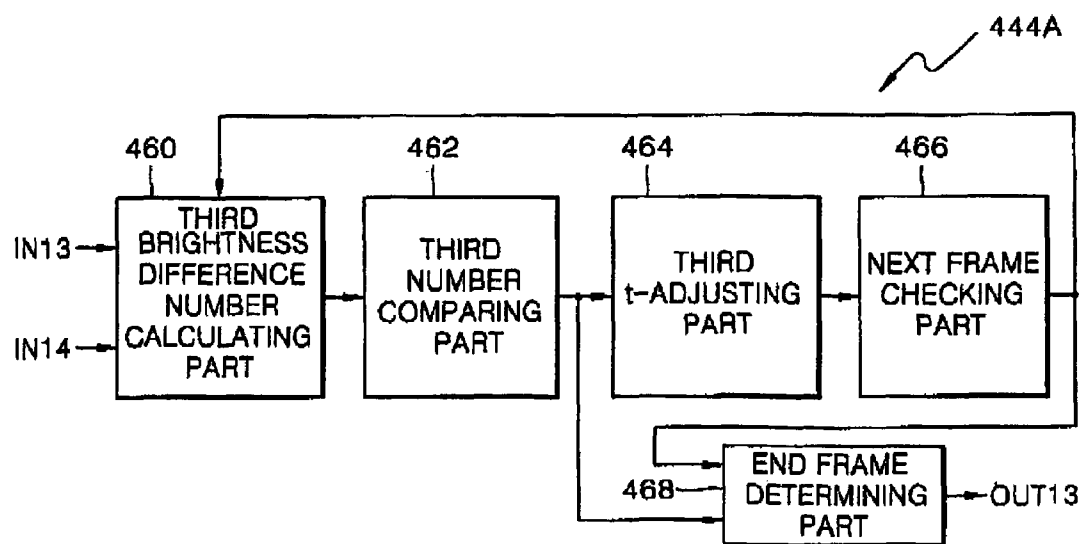 444A
460
462
464
466
IN13
IN14
THIRD
BRIGHTNESS
DIFFERENCE
NUMBER
CALCULATING
PART
THIRD
NUMBER
COMPARING
PART
THIRD
t-ADJUSTING
PART
NEXT FRAME
CHECKING
PART
468
END FRAME
DETERMINING
PART
OUT13